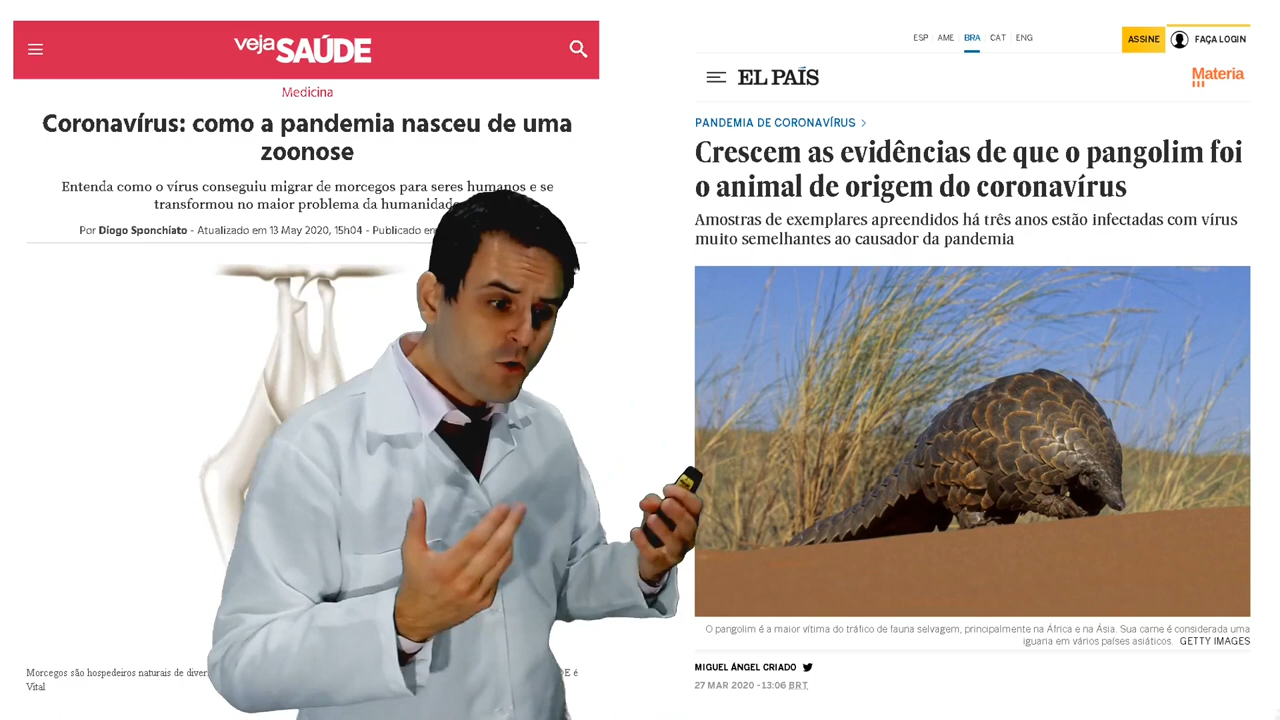 veja SAÚDE
Medicina
Coronavírus: como a pandemia nasceu de uma
zoonose
Entenda como o vírus conseguiu migrar de morcegos para seres humanos e se
transformou no maior problema da humanidade
Por Diogo Sponchiato - Atualizado em 13 May 2020, 15h04 - Publicado em
Morcegos são hospedeiros naturais de É
Vital
ESP AME BRA CAT ENG
ASSINE
FAÇA LOGIN
EL PAÍS
Materia
PANDEMIA DE CORONAVÍRUS >
Crescem as evidências de que o pangolim foi
o animal de origem do coronavírus
Amostras de exemplares apreendidos há três anos estão infectadas com vírus
muito semelhantes ao causador da pandemia
O pangolim é a maior vítima do tráfico de fauna selvagem, principalmente na África e na Ásia. Sua carne é considerada uma
iguaria em vários países asiáticos. GETTY IMAGES
MIGUEL ÁNGEL CRIADO
27 MAR 2020 - 13:06 BRT